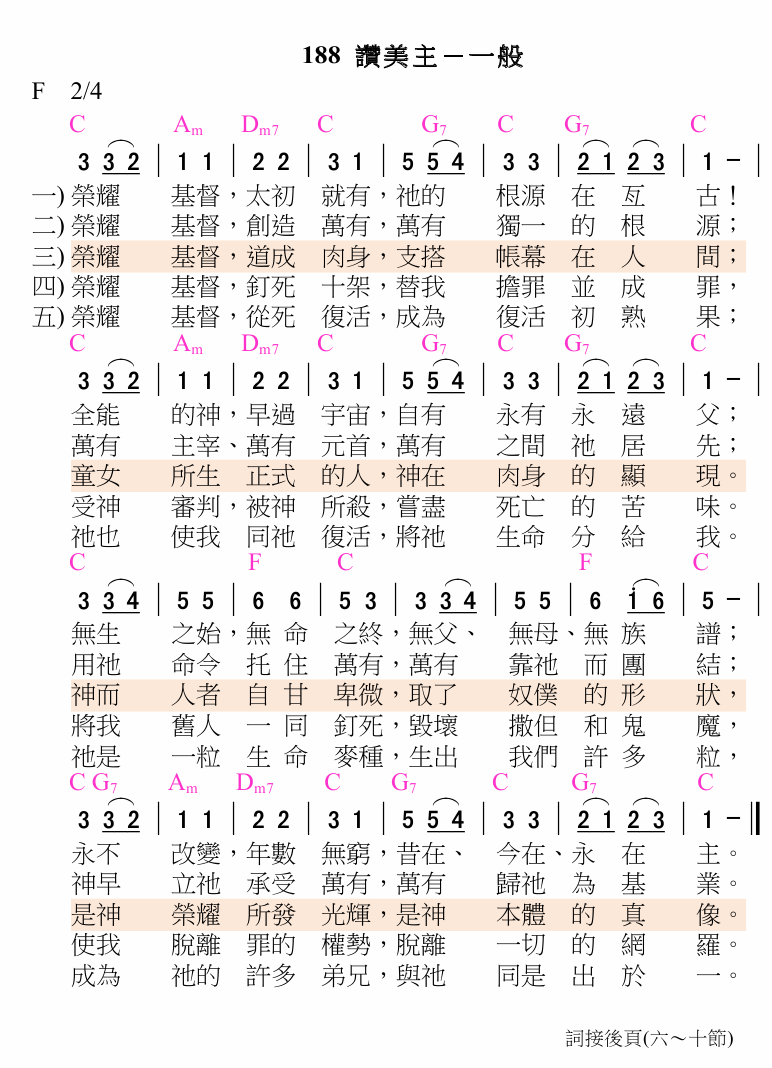 188 讚美主－一般
F 2/4
C Am Dm7 C G7 C G7 C
3 3 2 | 1 1 | 2 2 | 3 1 | 5 5 4 | 3 3 | 2 1 2 3 | 1 - |
一) 榮耀 基督，太初 就有，祂的 根源 在 亙 古！
二) 榮耀 基督，創造 萬有，萬有 獨一 的 根 源；
三) 榮耀 基督，道成 肉身，支搭 帳幕 在 人 間；
四) 榮耀 基督，釘死 十架，替我 擔罪 並 成 罪，
五) 榮耀 基督，從死 復活，成為 復活 初 熟 果；
C Am Dm7 C G7 C G7 C
3 3 2 | 1 1 | 2 2 | 3 1 | 5 5 4 | 3 3 | 2 1 2 3 | 1 - |
全能 的神，早過 宇宙，自有 永有 永 遠 父；
萬有 主宰、萬有 元首，萬有 之間 祂 居 先；
童女 所生 正式 的人，神在 肉身 的 顯 現。
受神 審判，被神 所殺，嘗盡 死亡 的 苦 味。
祂也 使我 同祂 復活，將祂 生命 分 給 我。
C F C F C
3 3 4 | 5 5 | 6 6 | 5 3 | 3 3 4 | 5 5 | 6 i 6 | 5 - |
無生 之始，無 命 之終，無父、 無母、無 族 譜；
用祂 命令 托 住 萬有，萬有 靠祂 而 團 結；
神而 人者 自 甘 卑微，取了 奴僕 的 形 狀，
將我 舊人 一 同 釘死，毀壞 撒但 和 鬼 魔，
祂是 一粒 生 命 麥種，生出 我們 許 多 粒，
C G7 Am Dm7 C G7 C G7 C
3 3 2 | 1 1 | 2 2 | 3 1 | 5 5 4 | 3 3 | 2 1 2 3 | 1 - ‖
永不 改變，年數 無窮，昔在、 今在、永 在 主。
神早 立祂 承受 萬有，萬有 歸祂 為 基 業。
是神 榮耀 所發 光輝，是神 本體 的 真 像。
使我 脫離 罪的 權勢，脫離 一切 的 網 羅。
成為 祂的 許多 弟兄，與祂 同是 出 於 一。
詞接後頁(六～十節)